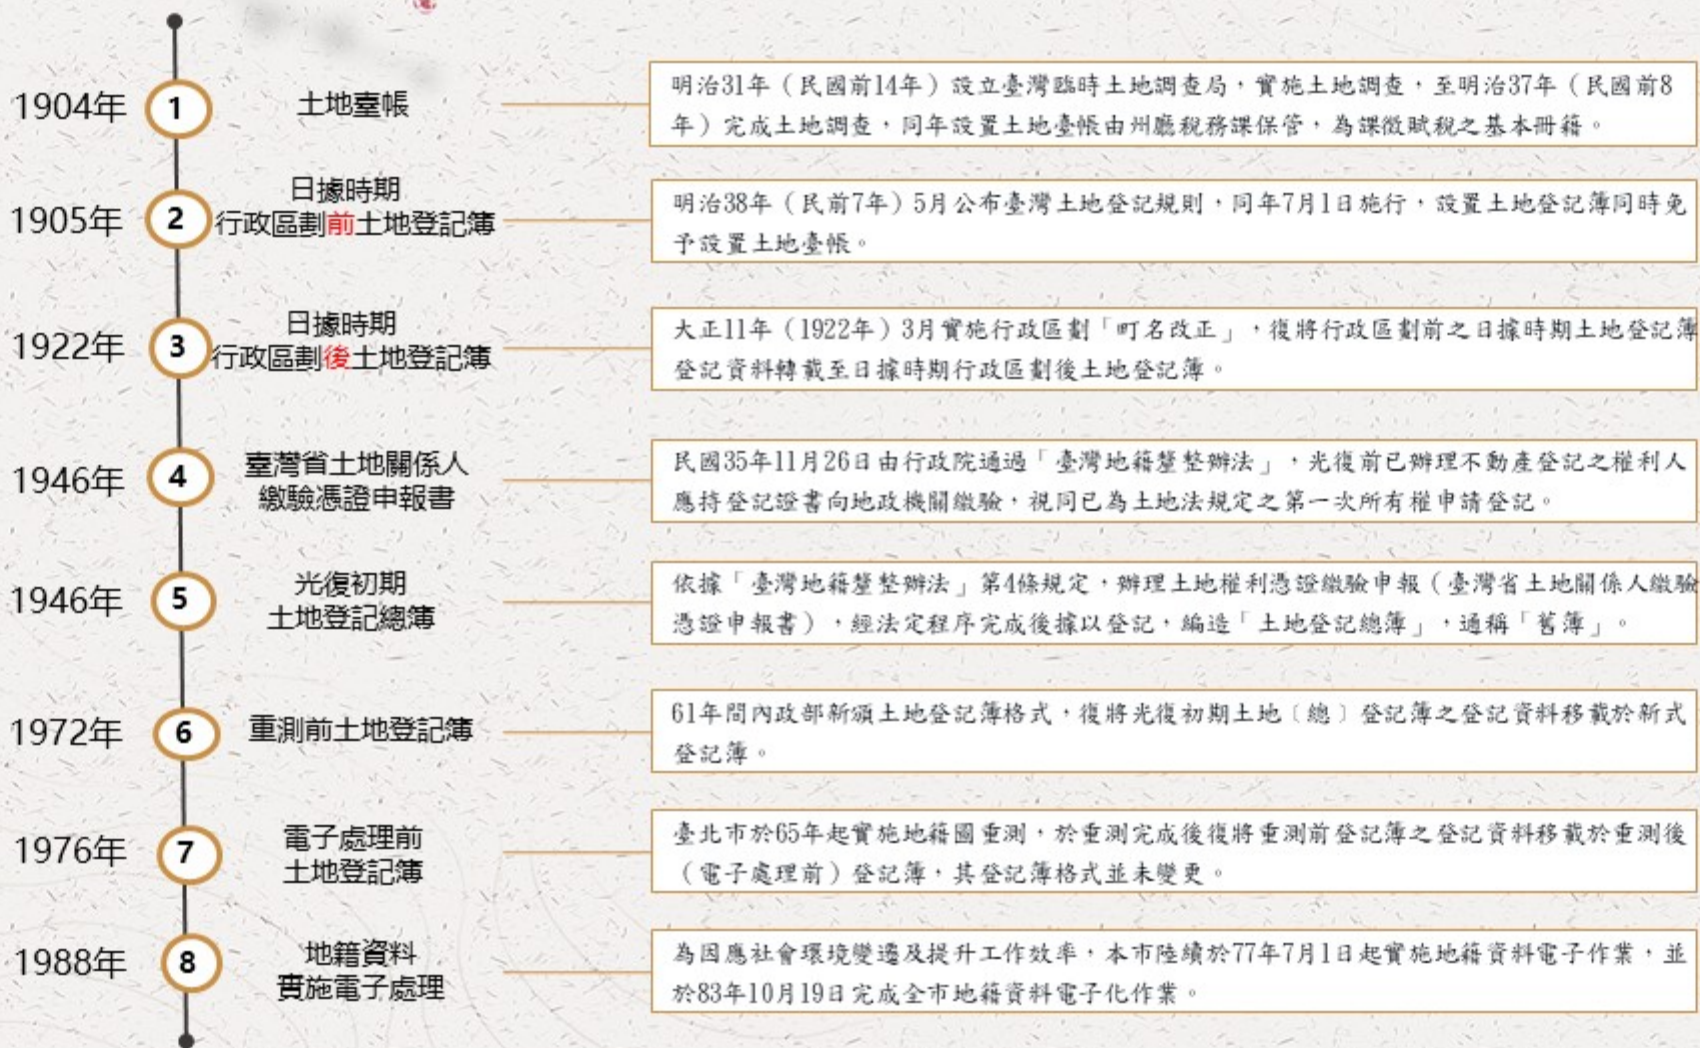 1904年
1
土地臺帳
明治31年（民國前14年）設立臺灣臨時土地調查局，實施土地調查，至明治37年（民國前8
年）完成土地調查，同年設置土地臺帳由州廳稅務課保管，為課徵賦稅之基本冊籍。
1905年
2
日據時期
行政區劃前土地登記簿
明治38年（民前7年）5月公布臺灣土地登記規則，同年7月1日施行，設置土地登記簿同時免
予設置土地臺帳。
1922年
3
日據時期
行政區劃後土地登記簿
大正11年（1922年）3月實施行政區劃「町名改正」，復將行政區劃前之日據時期土地登記簿
登記資料轉載至日據時期行政區劃後土地登記簿。
1946年
4
臺灣省土地關係人
繳驗憑證申報書
民國35年11月26日由行政院通過「臺灣地籍釐整辦法」，光復前已辦理不動產登記之權利人
應持登記證書向地政機關繳驗，視同已為土地法規定之第一次所有權申請登記。
1946年
5
光復初期
土地登記總簿
依據「臺灣地籍釐整辦法」第4條規定，辦理土地權利憑證繳驗申報（臺灣省土地關係人繳驗
憑證申報書），經法定程序完成後據以登記，編造「土地登記總簿」，通稱「舊簿」。
1972年
6
重測前土地登記簿
61年間內政部新頒土地登記簿格式，復將光復初期土地〔總〕登記簿之登記資料移載於新式
登記簿。
1976年
7
電子處理前
土地登記簿
臺北市於65年起實施地籍圖重測，於重測完成後復將重測前登記簿之登記資料移載於重測後
（電子處理前）登記簿，其登記簿格式並未變更。
1988年
8
地籍資料
實施電子處理
為因應社會環境變遷及提升工作效率，本市陸續於77年7月1日起實施地籍資料電子作業，並
於83年10月19日完成全市地籍資料電子化作業。